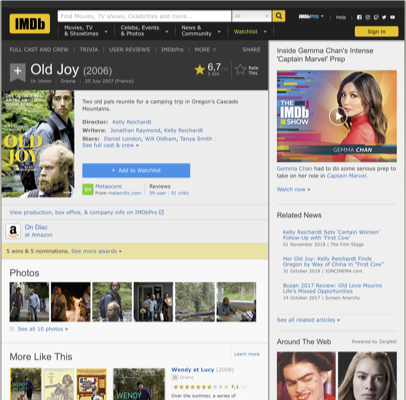 IMDb
Find Movies, TV shows, Celebrities and more...
All
IMDbPro
Help
Movies, TV
& Showtimes
Celebs, Events
& Photos
News &
Community
Watchlist
Sign in
FULL CAST AND CREW | TRIVIA | USER REVIEWS | IMDbPro | MORE
SHARE
+
Old Joy (2006)
1h 16min | Drama | 25 July 2007 (France)
6,7
Rate
This
OLD
JOY
Two old pals reunite for a camping trip in Oregon's Cascade
Mountains.
Director: Kelly Reichardt
Writers: Jonathan Raymond, Kelly Reichardt
Stars: Daniel London, Will Oldham, Tanya Smith |
See full cast & crew »
+ Add to Watchlist
84
Metascore
From metacritic.com
Reviews
59 user | 91 critic
View production, box office, & company info on IMDbPro
a
On Disc
at Amazon
5 wins & 5 nominations. See more awards »
Photos
See all 10 photos »
More Like This
Learn more
Wendy et Lucy (2008)
Drama
7,1
Over the summer, a series of
Inside Gemma Chan's Intense
'Captain Marvel' Prep
THE
IMDb
SHOW
GEMMA CHAN
Gemma Chan had to do some serious prep
to take on her role in Captain Marvel.
Watch now »
Related News
Kelly Reichardt Sets 'Certain Women'
Follow-Up with 'First Cow'
01 November 2018 | The Film Stage
Her Old Joy: Kelly Reichardt Finds
Oregon by Way of China in "First Cow"
31 October 2018 | IONCINEMA.com
Busan 2017 Review: Old Love Mourns
Life's Missed Opportunities
14 October 2017 | Screen Anarchy
See all related articles »
Around The Web
Powered by ZergNet